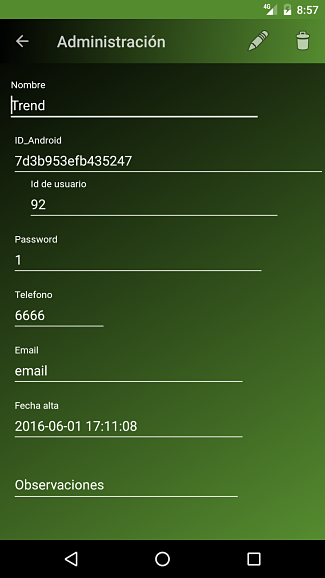 4G 8:57
Administración
Nombre
Trend
ID_Android
7d3b953efb435247
Id de usuario
92
Password
1
Telefono
6666
Email
email
Fecha alta
2016-06-01 17:11:08
Observaciones